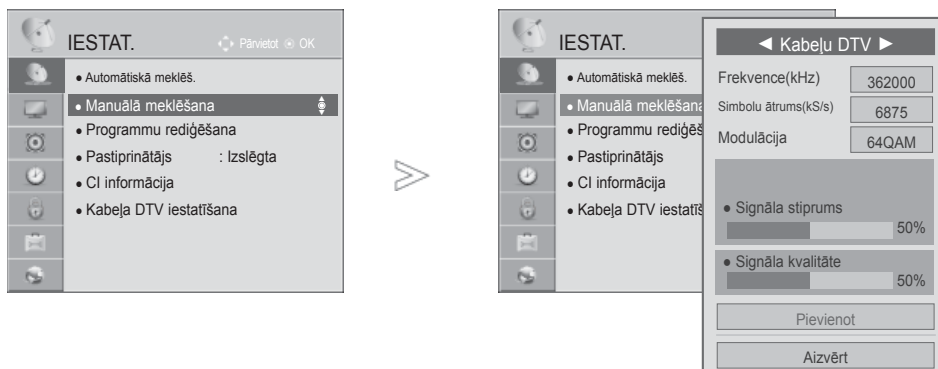 IESTAT. Pārvietot OK
● Automātiskā meklēš.
● Manuālā meklēšana
● Programmu rediģēšana
● Pastiprinātājs : Izslēgta
● CI informācija
● Kabeļa DTV iestatīšana
IESTAT.
● Automātiskā meklēš.
● Manuālā meklēšana
● Programmu rediģēš
● Pastiprinātājs
● CI informācija
● Kabeļa DTV iestatīš
◄ Kabeļu DTV ►
Frekvence(kHz) 362000
Simbolu ātrums(kS/s) 6875
Modulācija 64QAM
● Signāla stiprums
50%
● Signāla kvalitāte
50%
Pievienot
Aizvērt